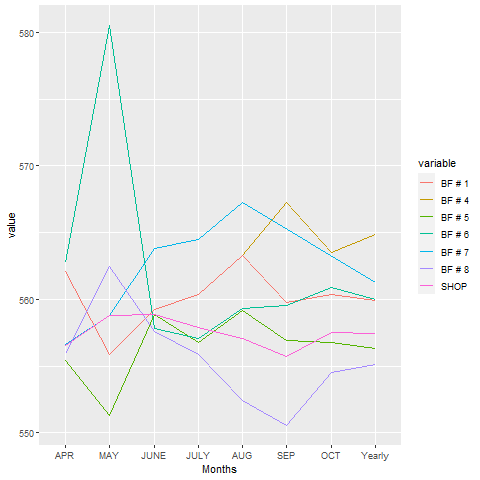 580
570
560
550
value
APR MAY JUNE JULY AUG SEP OCT Yearly
Months
variable
BF # 1
BF # 4
BF # 5
BF # 6
BF # 7
BF # 8
SHOP